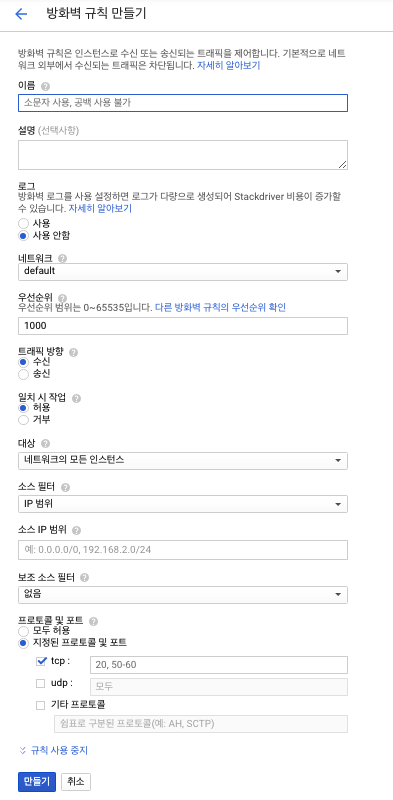 방화벽 규칙 만들기
방화벽 규칙은 인스턴스로 수신 또는 송신되는 트래픽을 제어합니다. 기본적으로 네트
워크 외부에서 수신되는 트래픽은 차단됩니다. 자세히 알아보기
이름 ?
소문자 사용, 공백 사용 불가
설명 (선택사항)
로그
방화벽 로그를 사용 설정하면 로그가 다량으로 생성되어 Stackdriver 비용이 증가할
수 있습니다. 자세히 알아보기
사용
사용 안함
네트워크 ?
default
우선순위 ?
우선순위 범위는 0~65535입니다. 다른 방화벽 규칙의 우선순위 확인
1000
트래픽 방향 ?
수신
송신
일치 시 작업 ?
허용
거부
대상 ?
네트워크의 모든 인스턴스
소스 필터 ?
IP 범위
소스 IP 범위 ?
예: 0.0.0.0/0, 192.168.2.0/24
보조 소스 필터 ?
없음
프로토콜 및 포트 ?
모두 허용
지정된 프로토콜 및 포트
tcp : 20, 50-60
udp : 모두
기타 프로토콜
쉼표로 구분된 프로토콜(예: AH, SCTP)
규칙 사용 중지
만들기 취소